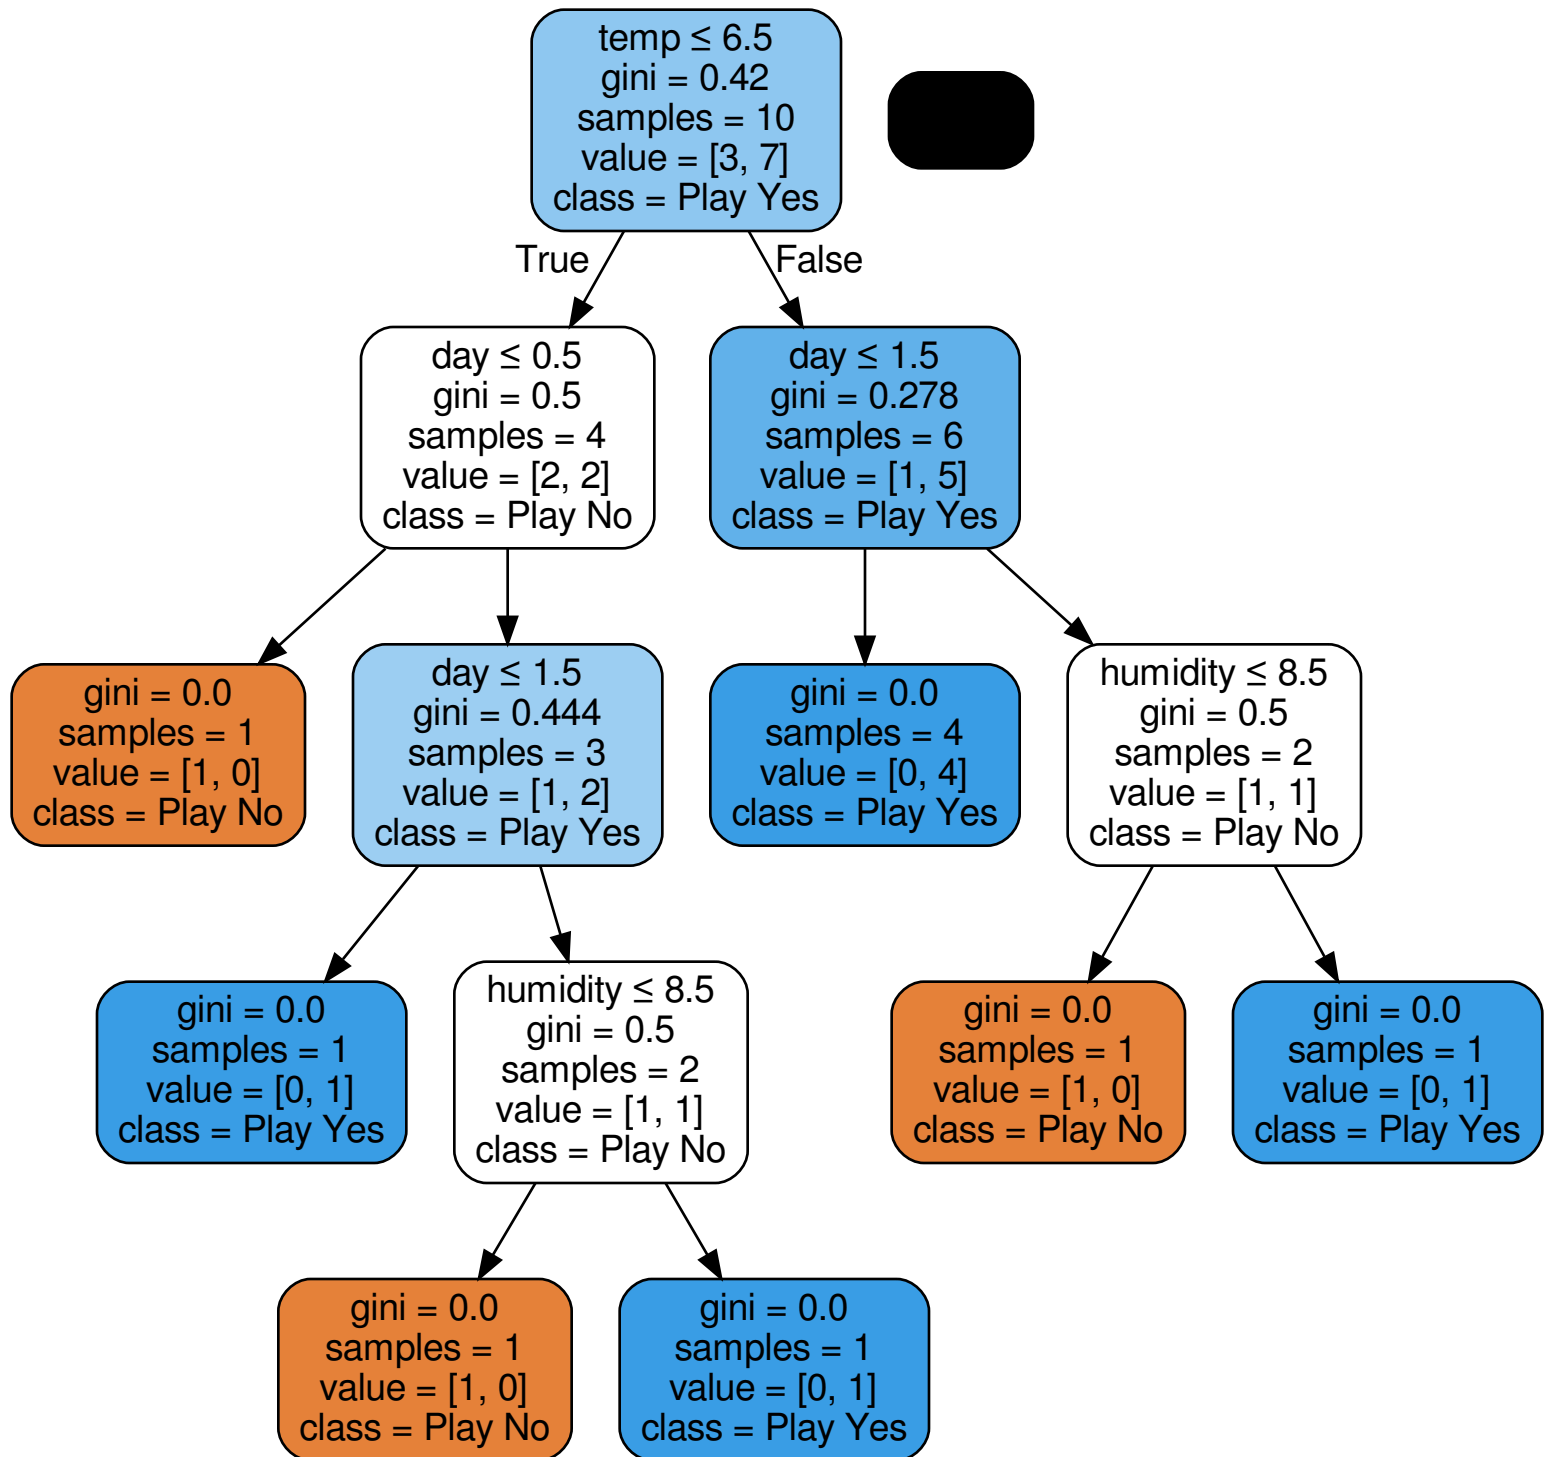 temp ≤ 6.5
gini = 0.42
samples = 10
value = [3, 7]
class = Play Yes
True
False
day ≤ 0.5
gini = 0.5
samples = 4
value = [2, 2]
class = Play No
day ≤ 1.5
gini = 0.278
samples = 6
value = [1, 5]
class = Play Yes
gini = 0.0
samples = 1
value = [1, 0]
class = Play No
day ≤ 1.5
gini = 0.444
samples = 3
value = [1, 2]
class = Play Yes
gini = 0.0
samples = 4
value = [0, 4]
class = Play Yes
humidity ≤ 8.5
gini = 0.5
samples = 2
value = [1, 1]
class = Play No
gini = 0.0
samples = 1
value = [0, 1]
class = Play Yes
humidity ≤ 8.5
gini = 0.5
samples = 2
value = [1, 1]
class = Play No
gini = 0.0
samples = 1
value = [1, 0]
class = Play No
gini = 0.0
samples = 1
value = [0, 1]
class = Play Yes
gini = 0.0
samples = 1
value = [1, 0]
class = Play No
gini = 0.0
samples = 1
value = [0, 1]
class = Play Yes